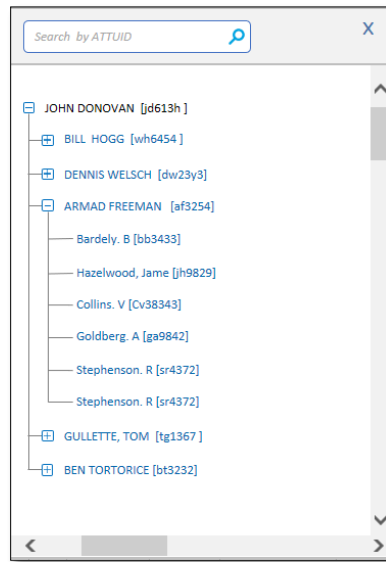 Search by ATTUID
X
JOHN DONOVAN [jd613h ]
BILL HOGG [wh6454 ]
DENNIS WELSCH [dw23y3]
ARMAD FREEMAN [af3254]
Bardely. B [bb3433]
Hazelwood, Jame [jh9829]
Collins. V [Cv38343]
Goldberg. A [ga9842]
Stephenson. R [sr4372]
Stephenson. R [sr4372]
GULLETTE, TOM [tg1367 ]
BEN TORTORICE [bt3232]